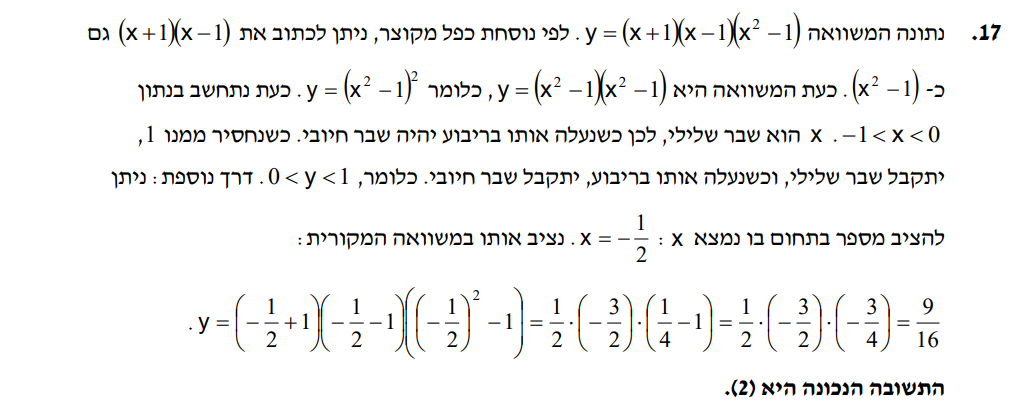 17. נתונה המשוואה y = (x+1)(x−1)(x² −1). לפי נוסחת כפל מקוצר, ניתן לכתוב את (x+1)(x−1) גם
כ- (x² −1). כעת המשוואה היא y = (x² −1)(x² −1), כלומר y = (x² −1)². כעת נתחשב בנתון
−1 < x < 0. x הוא שבר שלילי, לכן כשנעלה אותו בריבוע יהיה שבר חיובי. כשנחסיר ממנו 1,
יתקבל שבר שלילי, וכשנעלה אותו בריבוע, יתקבל שבר חיובי. כלומר, 0 < y < 1. דרך נוספת: ניתן
להציב מספר בתחום בו נמצא x: x = −1/2. נציב אותו במשוואה המקורית:
y = (−1/2 +1)(−1/2 −1)((−1/2)² −1) = 1/2 · (−3/2) · (1/4 −1) = 1/2 · (−3/2) · (−3/4) = 9/16.
התשובה הנכונה היא (2).